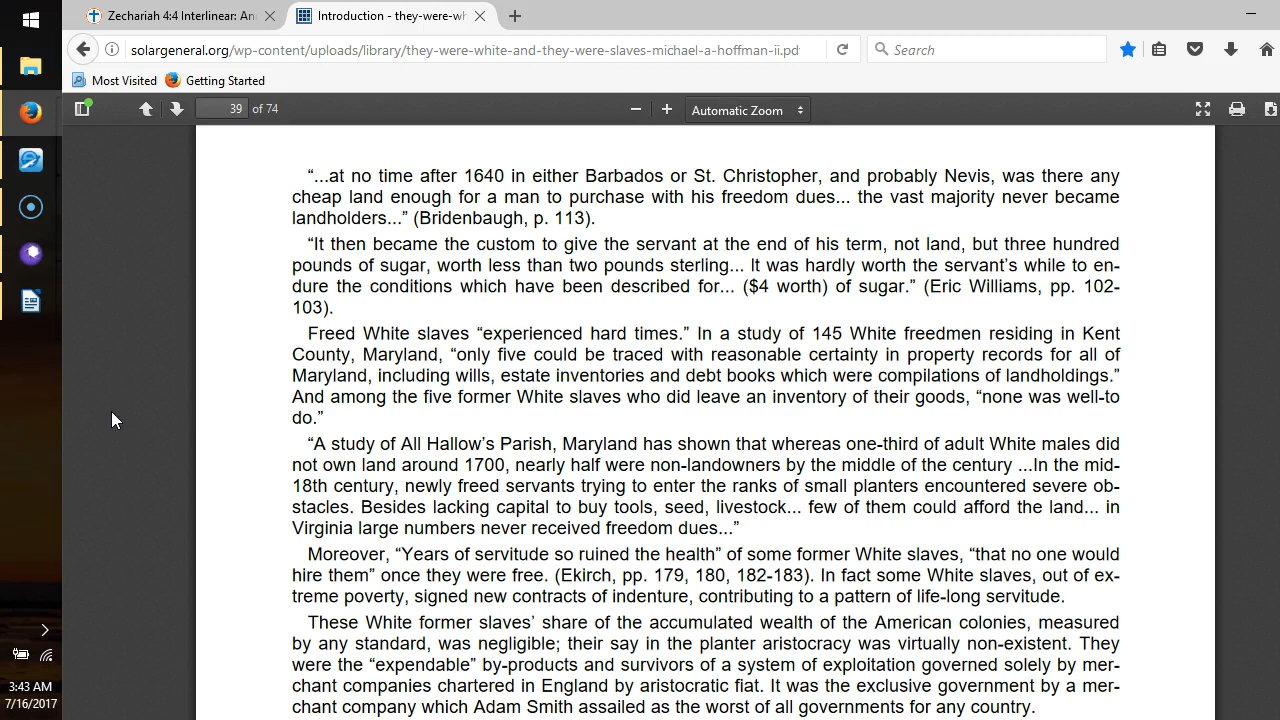 Zechariah 4:4 Interlinear: An
Introduction - they-were-wh
solargeneral.org/wp-content/uploads/library/they-were-white-and-they-were-slaves-michael-a-hoffman-ii.pd
Search
Most Visited
Getting Started
39 of 74
Automatic Zoom
“...at no time after 1640 in either Barbados or St. Christopher, and probably Nevis, was there any
cheap land enough for a man to purchase with his freedom dues... the vast majority never became
landholders...” (Bridenbaugh, p. 113).
“It then became the custom to give the servant at the end of his term, not land, but three hundred
pounds of sugar, worth less than two pounds sterling... It was hardly worth the servant’s while to en-
dure the conditions which have been described for... ($4 worth) of sugar.” (Eric Williams, pp. 102-
103).
Freed White slaves “experienced hard times.” In a study of 145 White freedmen residing in Kent
County, Maryland, “only five could be traced with reasonable certainty in property records for all of
Maryland, including wills, estate inventories and debt books which were compilations of landholdings.”
And among the five former White slaves who did leave an inventory of their goods, “none was well-to
do.”
“A study of All Hallow’s Parish, Maryland has shown that whereas one-third of adult White males did
not own land around 1700, nearly half were non-landowners by the middle of the century ...In the mid-
18th century, newly freed servants trying to enter the ranks of small planters encountered severe ob-
stacles. Besides lacking capital to buy tools, seed, livestock... few of them could afford the land... in
Virginia large numbers never received freedom dues...”
Moreover, “Years of servitude so ruined the health” of some former White slaves, “that no one would
hire them” once they were free. (Ekirch, pp. 179, 180, 182-183). In fact some White slaves, out of ex-
treme poverty, signed new contracts of indenture, contributing to a pattern of life-long servitude.
These White former slaves’ share of the accumulated wealth of the American colonies, measured
by any standard, was negligible; their say in the planter aristocracy was virtually non-existent. They
were the “expendable” by-products and survivors of a system of exploitation governed solely by mer-
chant companies chartered in England by aristocratic fiat. It was the exclusive government by a mer-
chant company which Adam Smith assailed as the worst of all governments for any country.
3:43 AM
7/16/2017